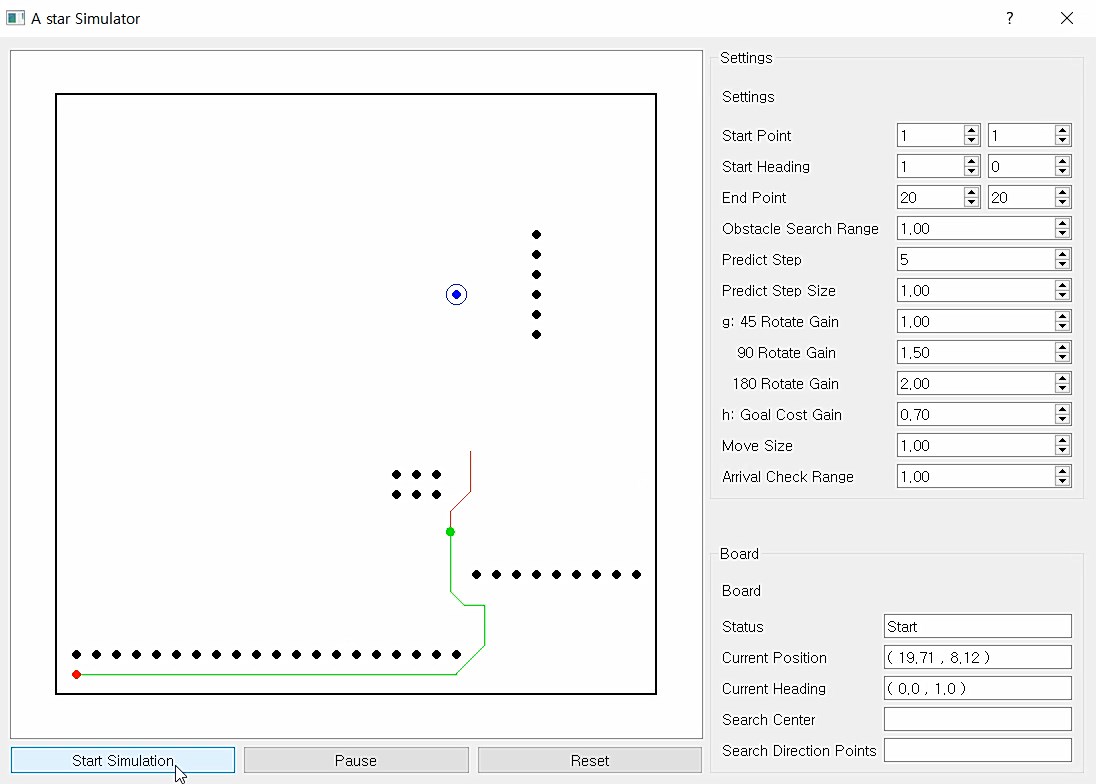 A star Simulator
?
Settings
Settings
Start Point 1 1
Start Heading 1 0
End Point 20 20
Obstacle Search Range 1.00
Predict Step 5
Predict Step Size 1.00
g: 45 Rotate Gain 1.00
90 Rotate Gain 1.50
180 Rotate Gain 2.00
h: Goal Cost Gain 0.70
Move Size 1.00
Arrival Check Range 1.00
Board
Board
Status Start
Current Position ( 19.71 , 8.12 )
Current Heading ( 0.0 , 1.0 )
Search Center
Search Direction Points
Start Simulation Pause Reset